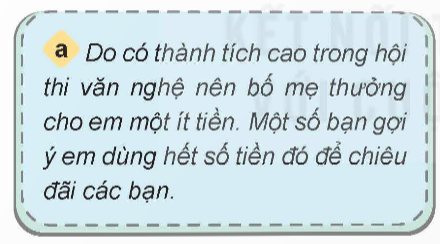 a Do có thành tích cao trong hội
thi văn nghệ nên bố mẹ thưởng
cho em một ít tiền. Một số bạn gợi
ý em dùng hết số tiền đó để chiêu
đãi các bạn.